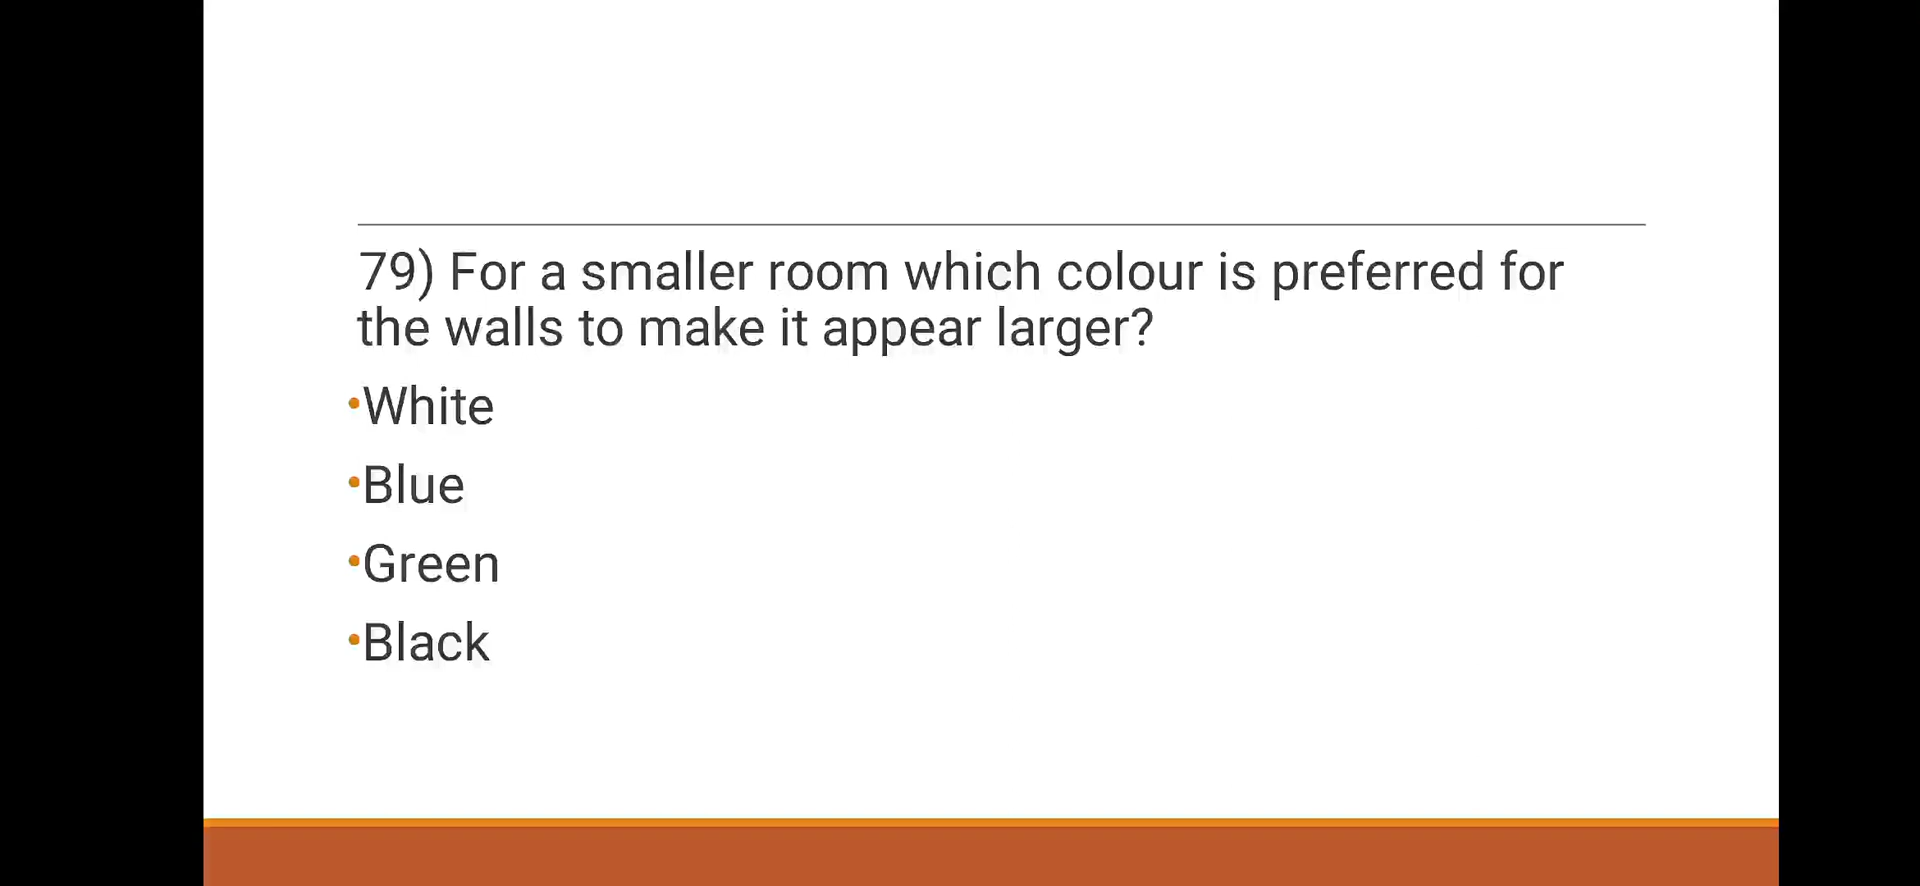 79) For a smaller room which colour is preferred for
the walls to make it appear larger?
•White
•Blue
•Green
•Black